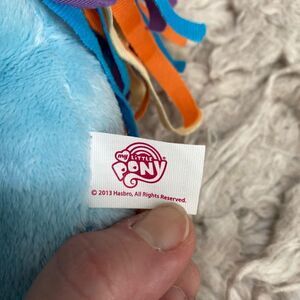 my LITTLE
PONY
© 2013 Hasbro, All Rights Reserved.